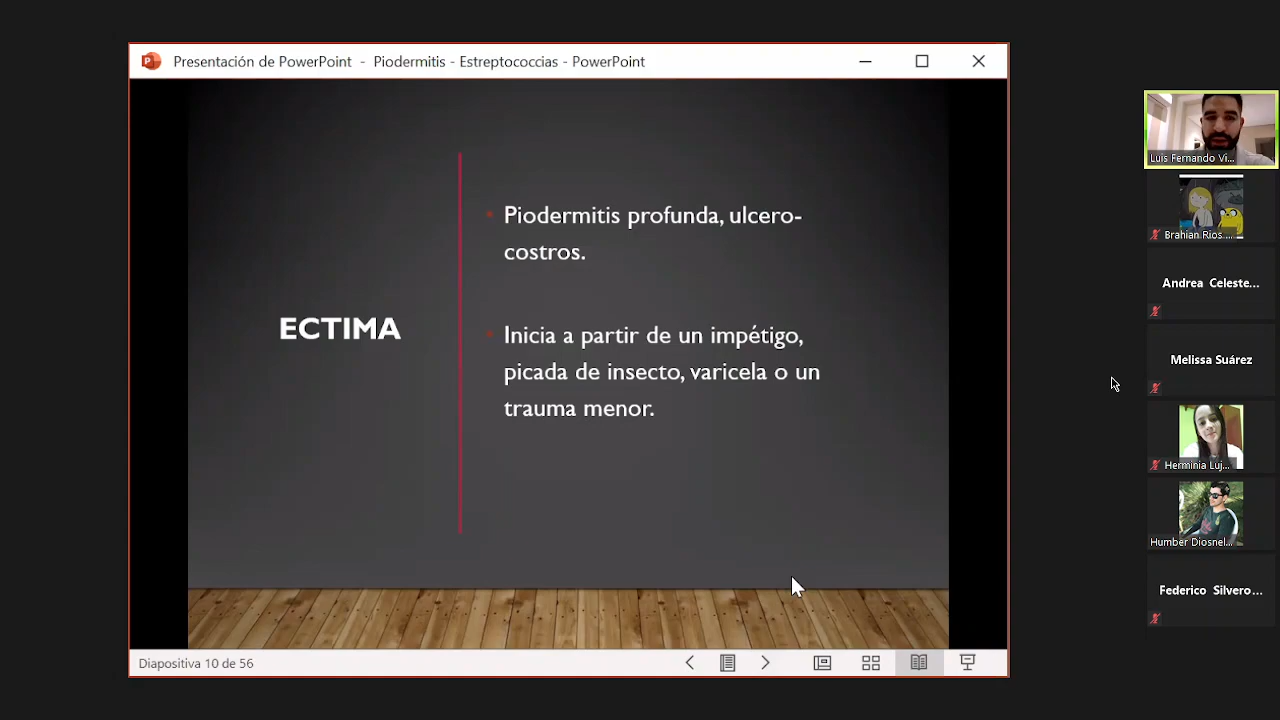 Presentación de PowerPoint - Piodermitis - Estreptococcias - PowerPoint
ECTIMA
Piodermitis profunda, ulcero-
costros.
Inicia a partir de un impétigo,
picada de insecto, varicela o un
trauma menor.
Diapositiva 10 de 56
Luis Fernando Vi...
Brahian Rios ...
Andrea Celeste...
Melissa Suárez
Herminia Luj...
Humber Diosnel...
Federico Silvero...